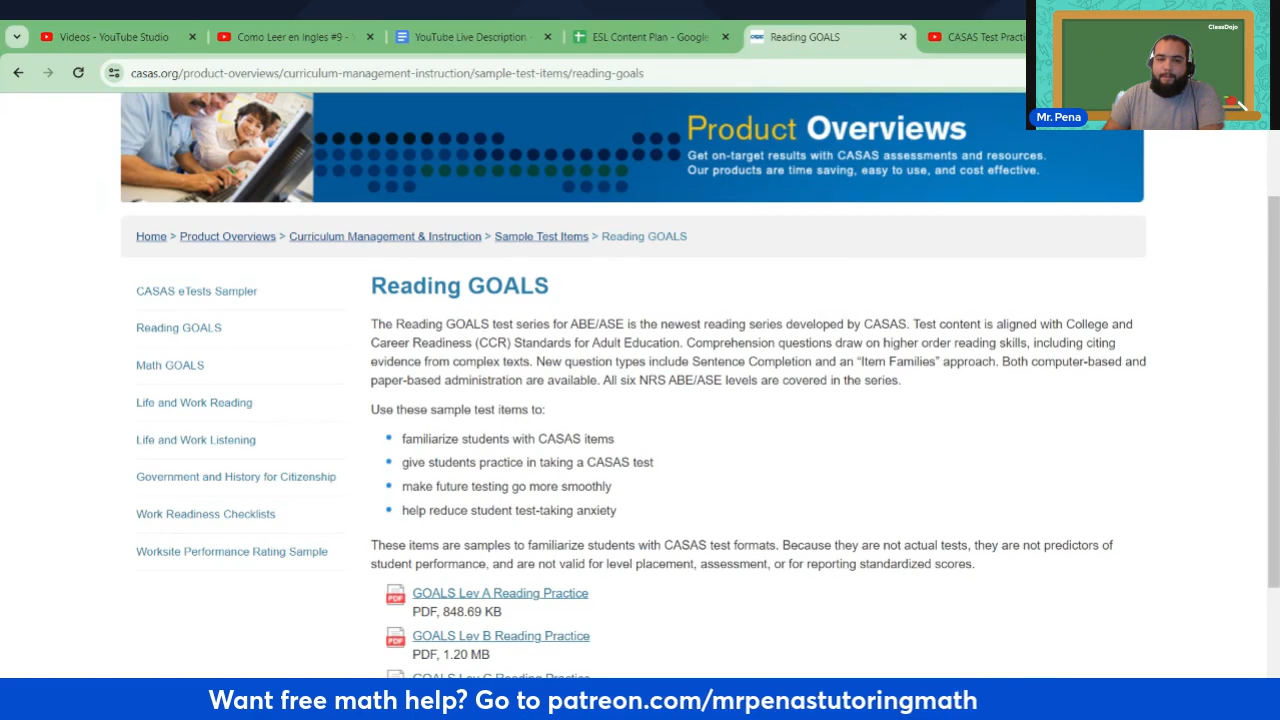 Videos - YouTube Studio
Como Leer en Ingles #9 -
YouTube Live Description -
ESL Content Plan - Google
Reading GOALS
CASAS Test Practi
casas.org/product-overviews/curriculum-management-instruction/sample-test-items/reading-goals
ClassDojo
Mr. Pena
Product Overviews
Get on-target results with CASAS assessments and resources.
Our products are time saving, easy to use, and cost effective.
Home > Product Overviews > Curriculum Management & Instruction > Sample Test Items > Reading GOALS
CASAS eTests Sampler
Reading GOALS
Math GOALS
Life and Work Reading
Life and Work Listening
Government and History for Citizenship
Work Readiness Checklists
Worksite Performance Rating Sample
Reading GOALS
The Reading GOALS test series for ABE/ASE is the newest reading series developed by CASAS. Test content is aligned with College and
Career Readiness (CCR) Standards for Adult Education. Comprehension questions draw on higher order reading skills, including citing
evidence from complex texts. New question types include Sentence Completion and an “Item Families” approach. Both computer-based and
paper-based administration are available. All six NRS ABE/ASE levels are covered in the series.
Use these sample test items to:
familiarize students with CASAS items
give students practice in taking a CASAS test
make future testing go more smoothly
help reduce student test-taking anxiety
These items are samples to familiarize students with CASAS test formats. Because they are not actual tests, they are not predictors of
student performance, and are not valid for level placement, assessment, or for reporting standardized scores.
PDF GOALS Lev A Reading Practice
PDF, 848.69 KB
PDF GOALS Lev B Reading Practice
PDF, 1.20 MB
GOALS Lev C Reading Practice
Want free math help? Go to patreon.com/mrpenastutoringmath